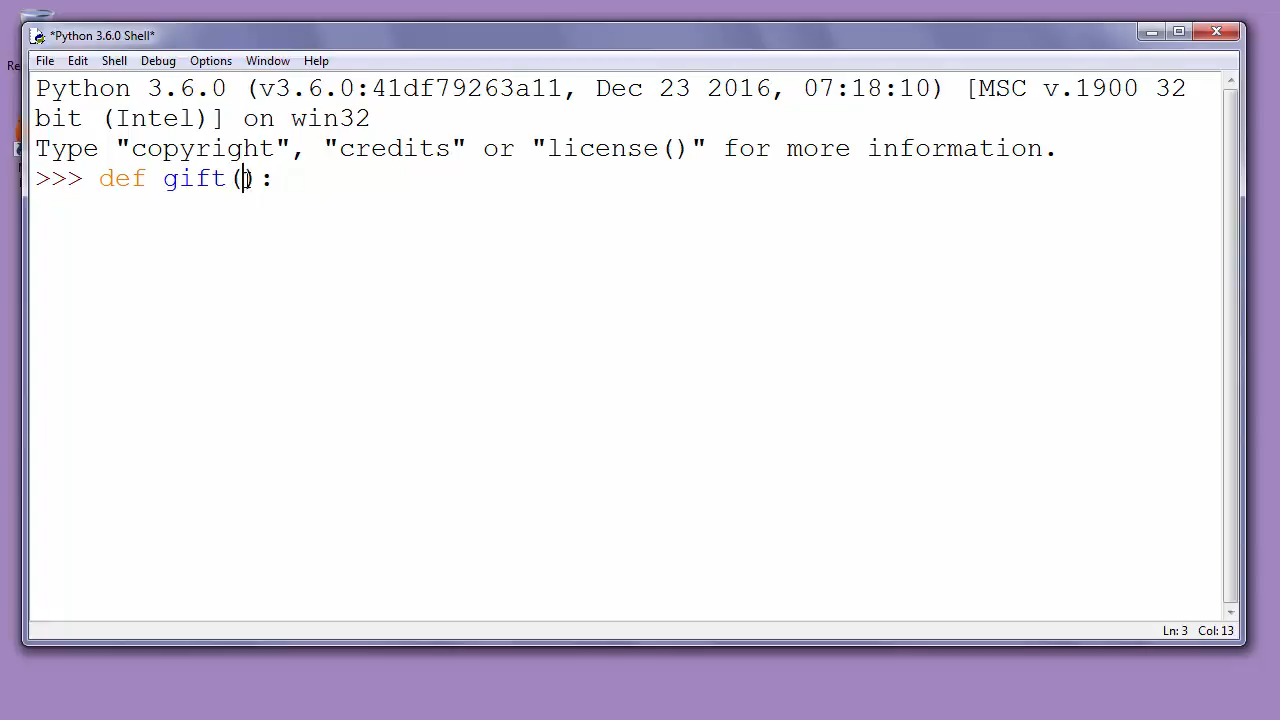 *Python 3.6.0 Shell*
File Edit Shell Debug Options Window Help
Python 3.6.0 (v3.6.0:41df79263a11, Dec 23 2016, 07:18:10) [MSC v.1900 32
bit (Intel)] on win32
Type "copyright", "credits" or "license()" for more information.
>>> def gift():
Ln: 3 Col: 13